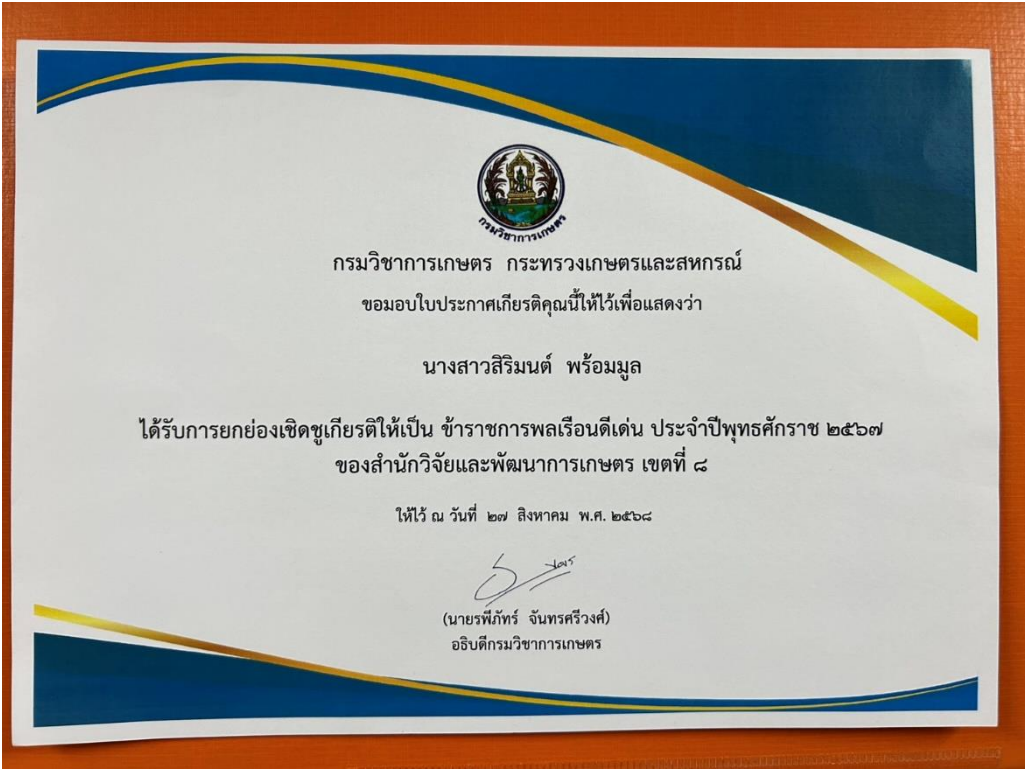 กรมวิชาการเกษตร
กรมวิชาการเกษตร กระทรวงเกษตรและสหกรณ์
ขอมอบใบประกาศเกียรติคุณนี้ให้ไว้เพื่อแสดงว่า
นางสาวสิริมนต์ พร้อมมูล
ได้รับการยกย่องเชิดชูเกียรติให้เป็น ข้าราชการพลเรือนดีเด่น ประจำปีพุทธศักราช ๒๕๖๗
ของสำนักวิจัยและพัฒนาการเกษตร เขตที่ ๘
ให้ไว้ ณ วันที่ ๒๗ สิงหาคม พ.ศ. ๒๕๖๘
(นายรพีภัทร์ จันทรศรีวงศ์)
อธิบดีกรมวิชาการเกษตร